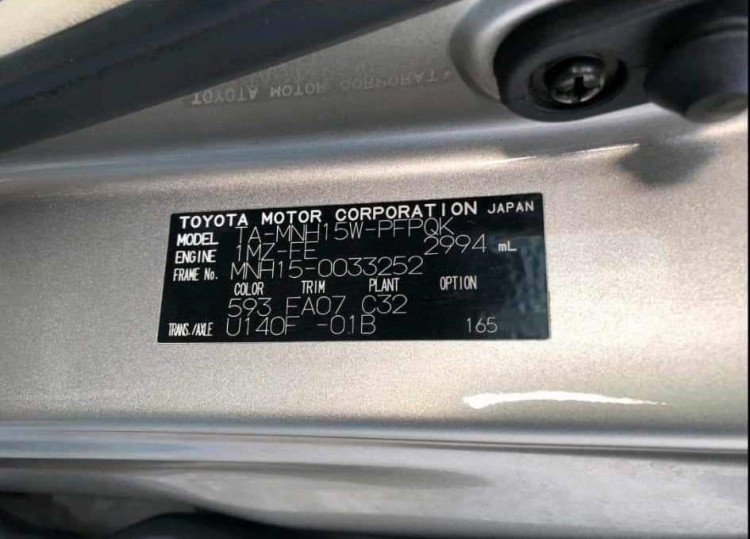 TOYOTA MOTOR CORPORATION JAPAN
MODEL TA-MNH15W-PFPQK
ENGINE 1MZ-FE 2994 mL
FRAME No. MNH15-0033252
COLOR TRIM PLANT OPTION
593 FA07 C32
TRANS./AXLE U140F -01B 165
TOYOTA MOTOR CORPORAT